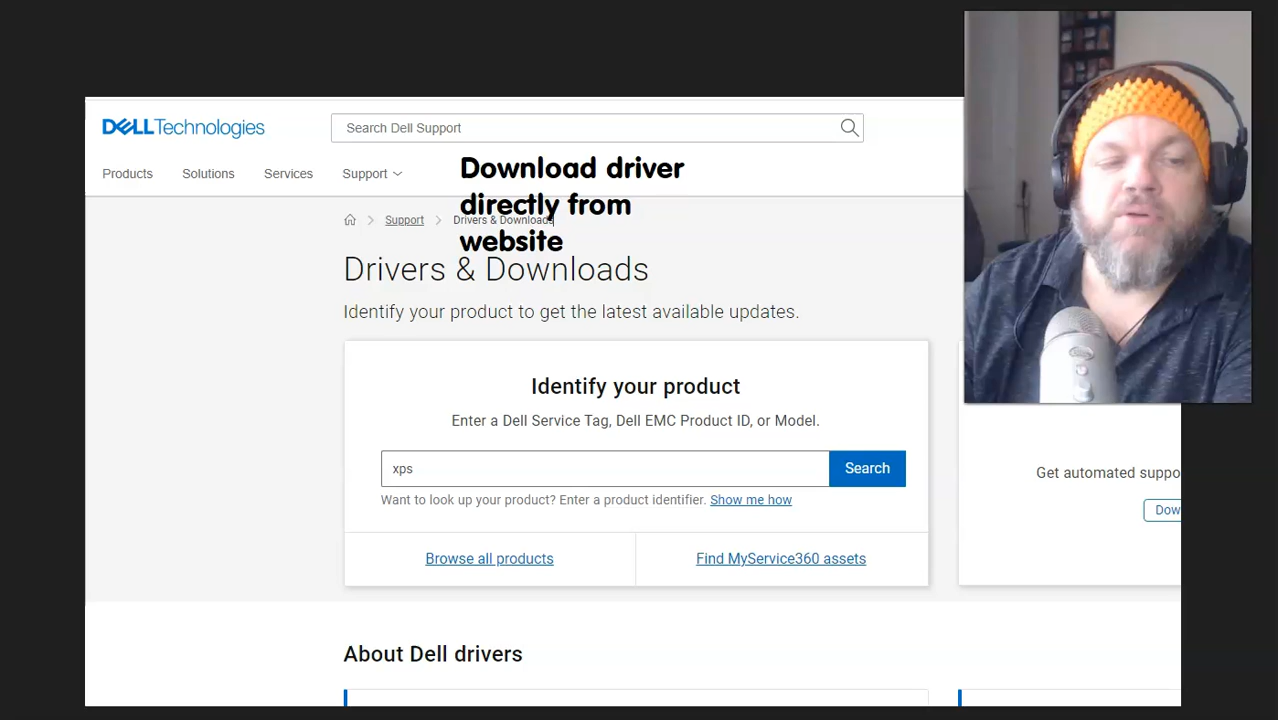 DELLTechnologies
Search Dell Support
Products
Solutions
Services
Support
Download driver
directly from
website
Support
Drivers & Downloads
Drivers & Downloads
Identify your product to get the latest available updates.
Identify your product
Enter a Dell Service Tag, Dell EMC Product ID, or Model.
xps
Search
Want to look up your product? Enter a product identifier. Show me how
Browse all products
Find MyService360 assets
Get automated suppo
Dow
About Dell drivers